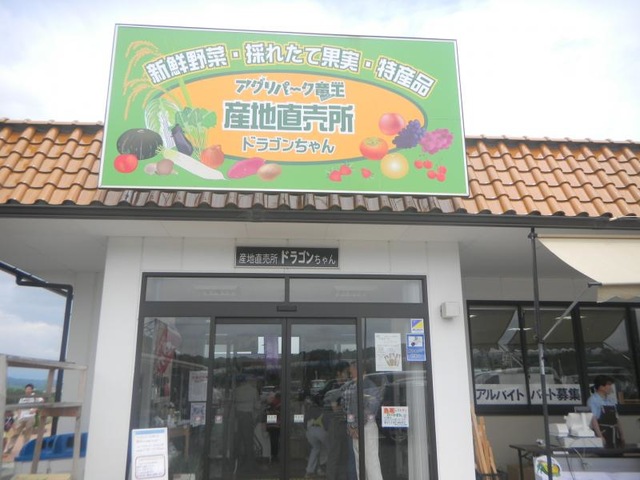 新鮮野菜・採れたて果実・特産品
アグリパーク竜王
産地直売所
ドラゴンちゃん
産地直売所 ドラゴンちゃん
アルバイト パート募集